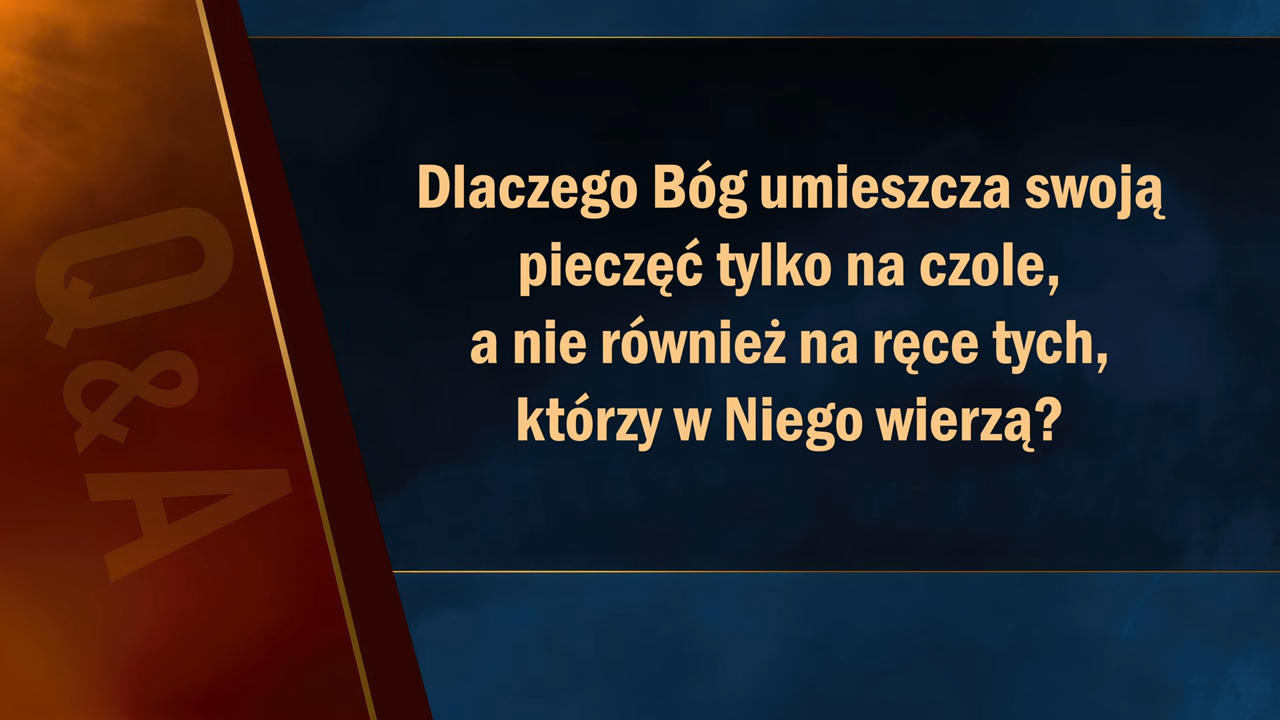 Dlaczego Bóg umieszcza swoją
pieczęć tylko na czole,
a nie również na ręce tych,
którzy w Niego wierzą?
Q&A